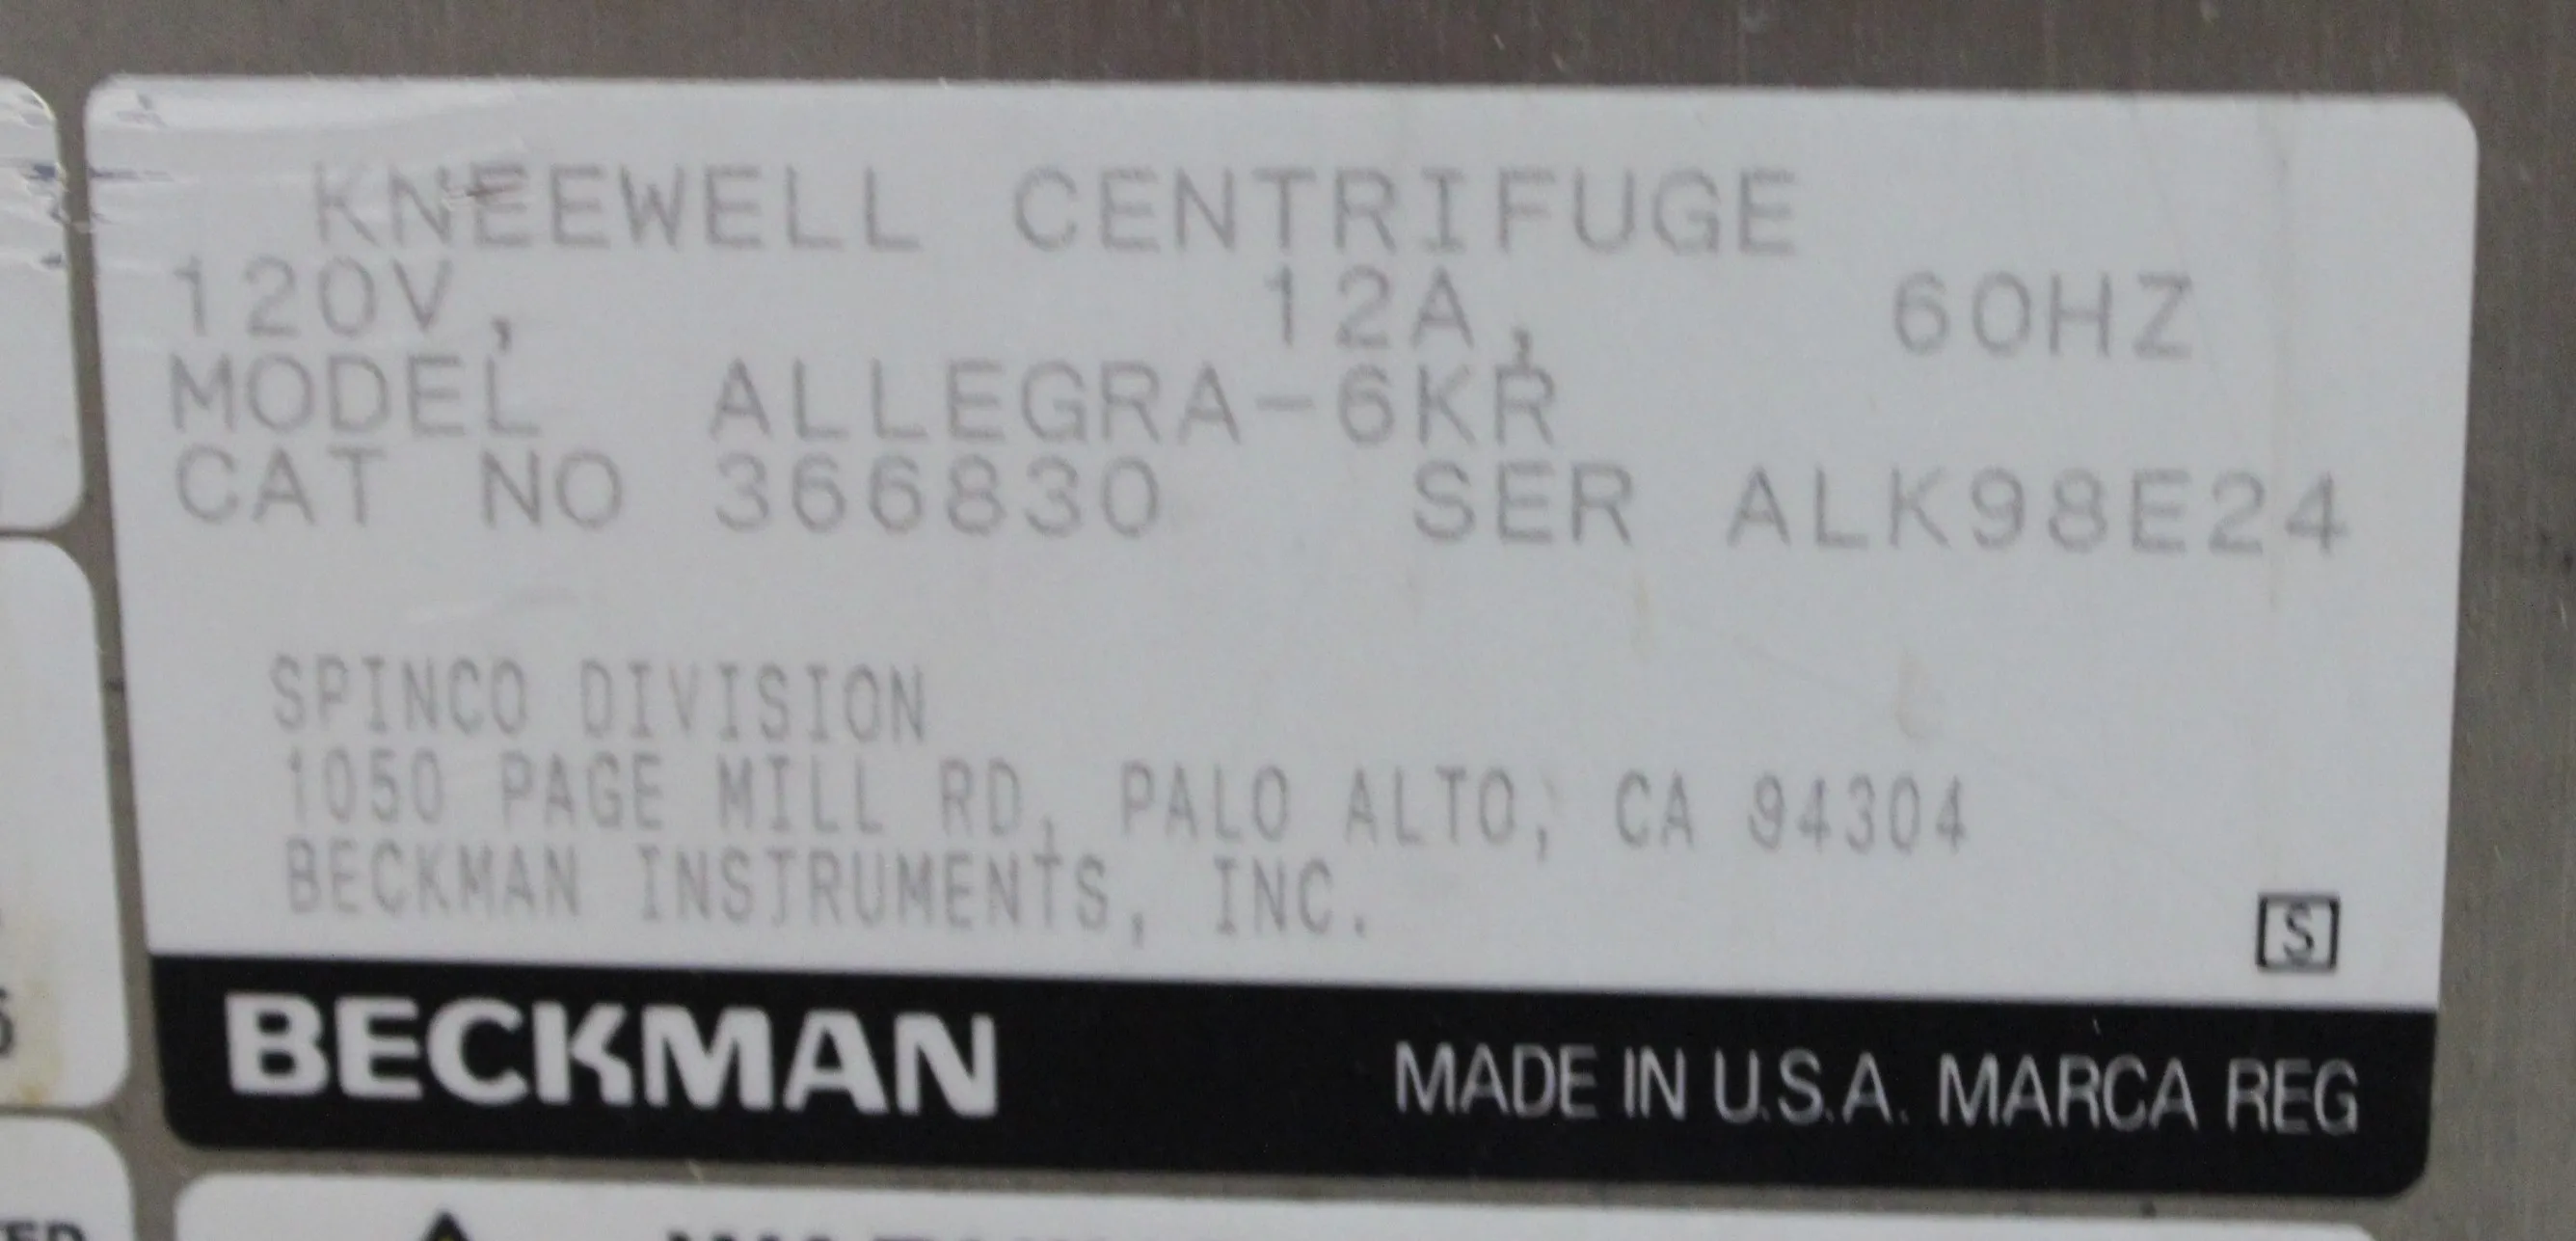 KNEEWELL CENTRIFUGE
120V, 12A, 60HZ
MODEL ALLEGRA-6KR
CAT NO 366830 SER ALK98E24
SPINCO DIVISION
1050 PAGE MILL RD, PALO ALTO, CA 94304
BECKMAN INSTRUMENTS, INC.
S
BECKMAN MADE IN U.S.A. MARCA REG